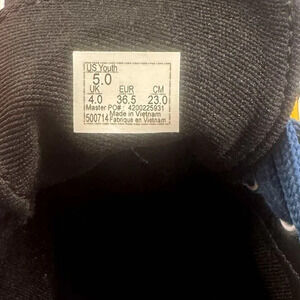 US Youth
5.0
UK EUR CM
4.0 36.5 23.0
Master PO# : 4200225931
500714 Made in Vietnam
Fabriqué en Vietnam